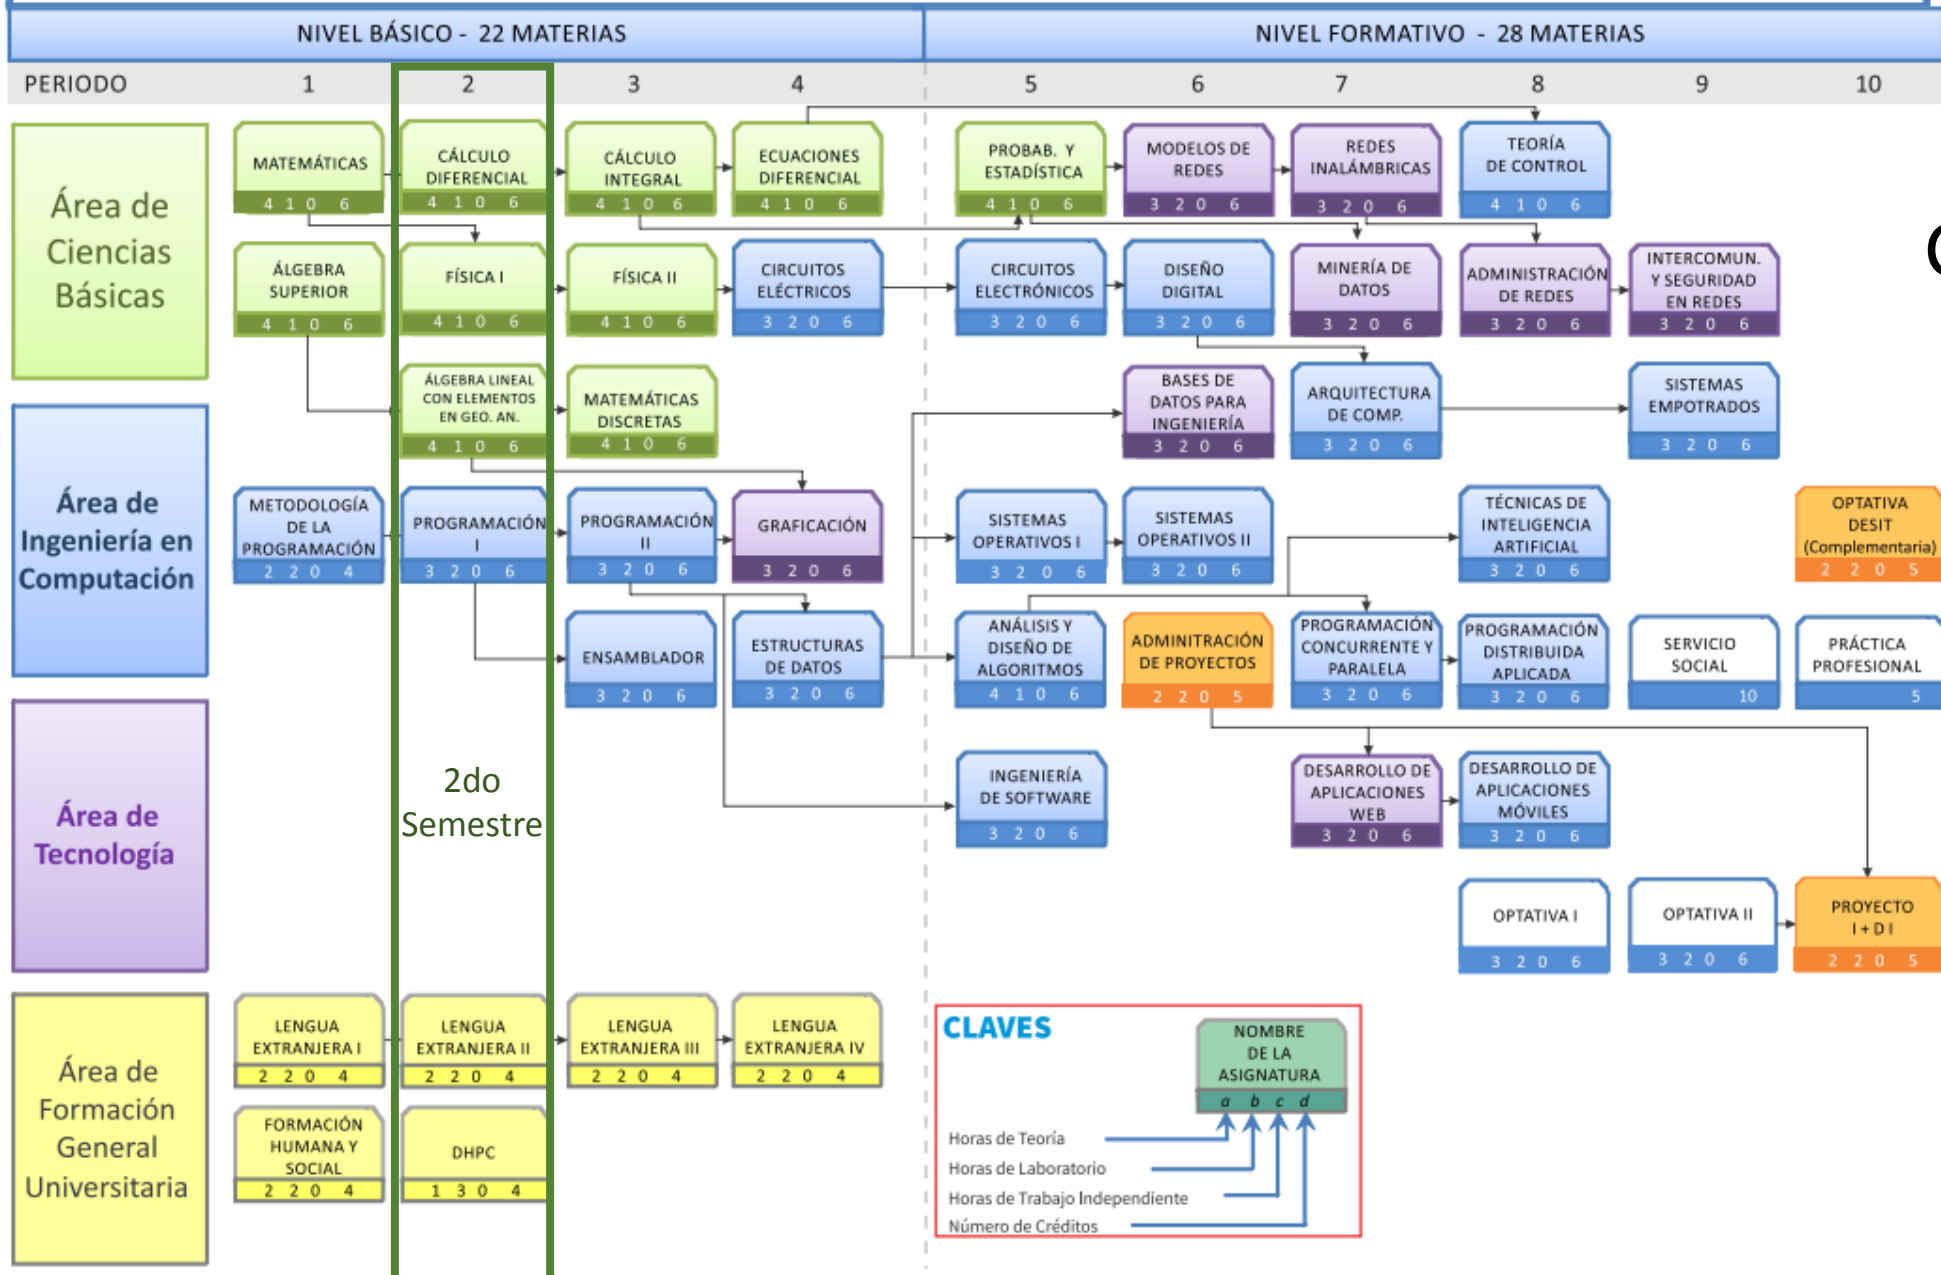 NIVEL BÁSICO - 22 MATERIAS
NIVEL FORMATIVO - 28 MATERIAS
PERIODO 1 2 3 4 5 6 7 8 9 10
Área de
Ciencias
Básicas
MATEMÁTICAS
4 1 0 6
CÁLCULO
DIFERENCIAL
4 1 0 6
CÁLCULO
INTEGRAL
4 1 0 6
ECUACIONES
DIFERENCIAL
4 1 0 6
PROBAB. Y
ESTADÍSTICA
4 1 0 6
MODELOS DE
REDES
3 2 0 6
REDES
INALÁMBRICAS
3 2 0 6
TEORÍA
DE CONTROL
4 1 0 6
ÁLGEBRA
SUPERIOR
4 1 0 6
FÍSICA I
4 1 0 6
FÍSICA II
4 1 0 6
CIRCUITOS
ELÉCTRICOS
3 2 0 6
CIRCUITOS
ELECTRÓNICOS
3 2 0 6
DISEÑO
DIGITAL
3 2 0 6
MINERÍA DE
DATOS
3 2 0 6
ADMINISTRACIÓN
DE REDES
3 2 0 6
INTERCOMUN.
Y SEGURIDAD
EN REDES
3 2 0 6
ÁLGEBRA LINEAL
CON ELEMENTOS
EN GEO. AN.
4 1 0 6
MATEMÁTICAS
DISCRETAS
4 1 0 6
BASES DE
DATOS PARA
INGENIERÍA
3 2 0 6
ARQUITECTURA
DE COMP.
3 2 0 6
SISTEMAS
EMPOTRADOS
3 2 0 6
Área de
Ingeniería en
Computación
METODOLOGÍA
DE LA
PROGRAMACIÓN
2 2 0 4
PROGRAMACIÓN
I
3 2 0 6
PROGRAMACIÓN
II
3 2 0 6
GRAFICACIÓN
3 2 0 6
SISTEMAS
OPERATIVOS I
3 2 0 6
SISTEMAS
OPERATIVOS II
3 2 0 6
TÉCNICAS DE
INTELIGENCIA
ARTIFICIAL
3 2 0 6
OPTATIVA
DESIT
(Complementaria)
2 2 0 5
ENSAMBLADOR
3 2 0 6
ESTRUCTURAS
DE DATOS
3 2 0 6
ANÁLISIS Y
DISEÑO DE
ALGORITMOS
4 1 0 6
ADMINITRACIÓN
DE PROYECTOS
2 2 0 5
PROGRAMACIÓN
CONCURRENTE Y
PARALELA
3 2 0 6
PROGRAMACIÓN
DISTRIBUIDA
APLICADA
3 2 0 6
SERVICIO
SOCIAL
10
PRÁCTICA
PROFESIONAL
5
Área de
Tecnología
2do
Semestre
INGENIERÍA
DE SOFTWARE
3 2 0 6
DESARROLLO DE
APLICACIONES
WEB
3 2 0 6
DESARROLLO DE
APLICACIONES
MÓVILES
3 2 0 6
OPTATIVA I
3 2 0 6
OPTATIVA II
3 2 0 6
PROYECTO
I + D I
2 2 0 5
Área de
Formación
General
Universitaria
LENGUA
EXTRANJERA I
2 2 0 4
LENGUA
EXTRANJERA II
2 2 0 4
LENGUA
EXTRANJERA III
2 2 0 4
LENGUA
EXTRANJERA IV
2 2 0 4
FORMACIÓN
HUMANA Y
SOCIAL
2 2 0 4
DHPC
1 3 0 4
CLAVES
NOMBRE
DE LA
ASIGNATURA
a b c d
Horas de Teoría
Horas de Laboratorio
Horas de Trabajo Independiente
Número de Créditos